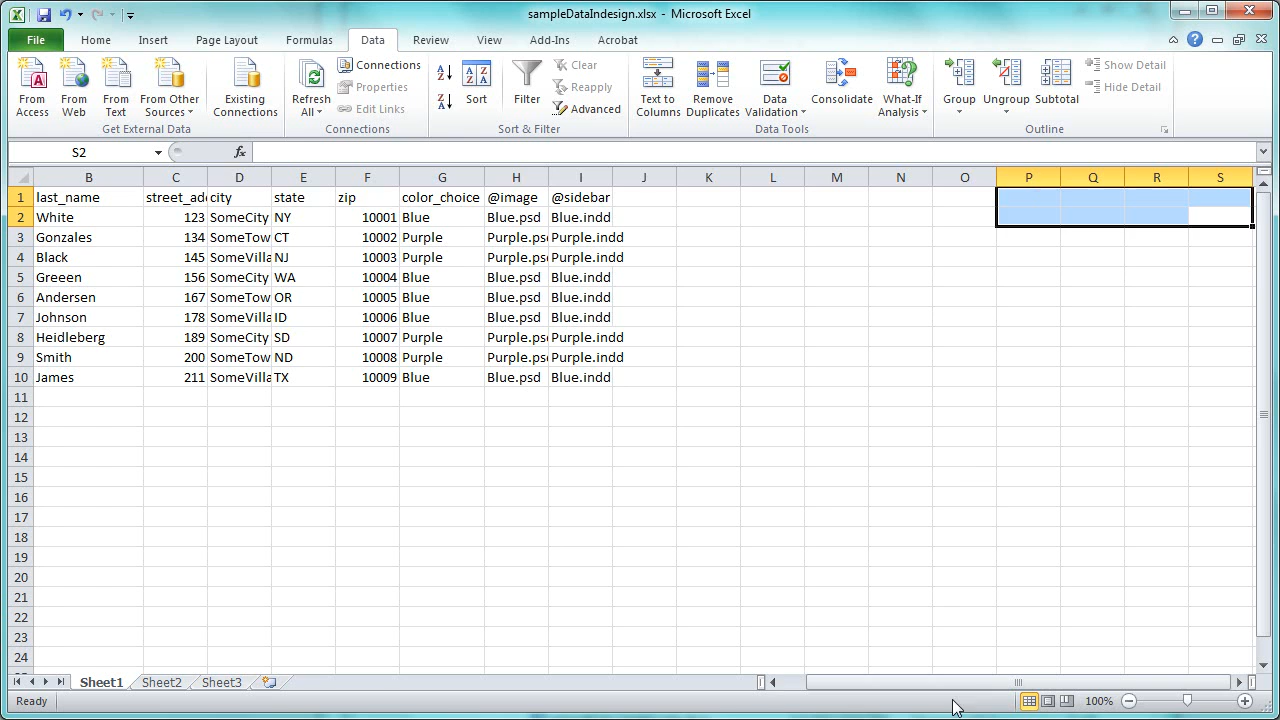 sampleDataIndesign.xlsx - Microsoft Excel
File Home Insert Page Layout Formulas Data Review View Add-Ins Acrobat
From Access
From Web
From Text
From Other Sources
Existing Connections
Get External Data
Refresh All
Connections
Properties
Edit Links
Connections
Sort
Filter
Clear
Reapply
Advanced
Sort & Filter
Text to Columns
Remove Duplicates
Data Validation
Consolidate
What-If Analysis
Data Tools
Group
Ungroup
Subtotal
Show Detail
Hide Detail
Outline
S2 fx
B C D E F G H I J K L M N O P Q R S
1 last_name street_add city state zip color_choice @image @sidebar
2 White 123 SomeCity NY 10001 Blue Blue.psd Blue.indd
3 Gonzales 134 SomeTow CT 10002 Purple Purple.psd Purple.indd
4 Black 145 SomeVilla NJ 10003 Purple Purple.psd Purple.indd
5 Greeen 156 SomeCity WA 10004 Blue Blue.psd Blue.indd
6 Andersen 167 SomeTow OR 10005 Blue Blue.psd Blue.indd
7 Johnson 178 SomeVilla ID 10006 Blue Blue.psd Blue.indd
8 Heidleberg 189 SomeCity SD 10007 Purple Purple.psd Purple.indd
9 Smith 200 SomeTow ND 10008 Purple Purple.psd Purple.indd
10 James 211 SomeVilla TX 10009 Blue Blue.psd Blue.indd
11
12
13
14
15
16
17
18
19
20
21
22
23
24
Sheet1 Sheet2 Sheet3
Ready 100%